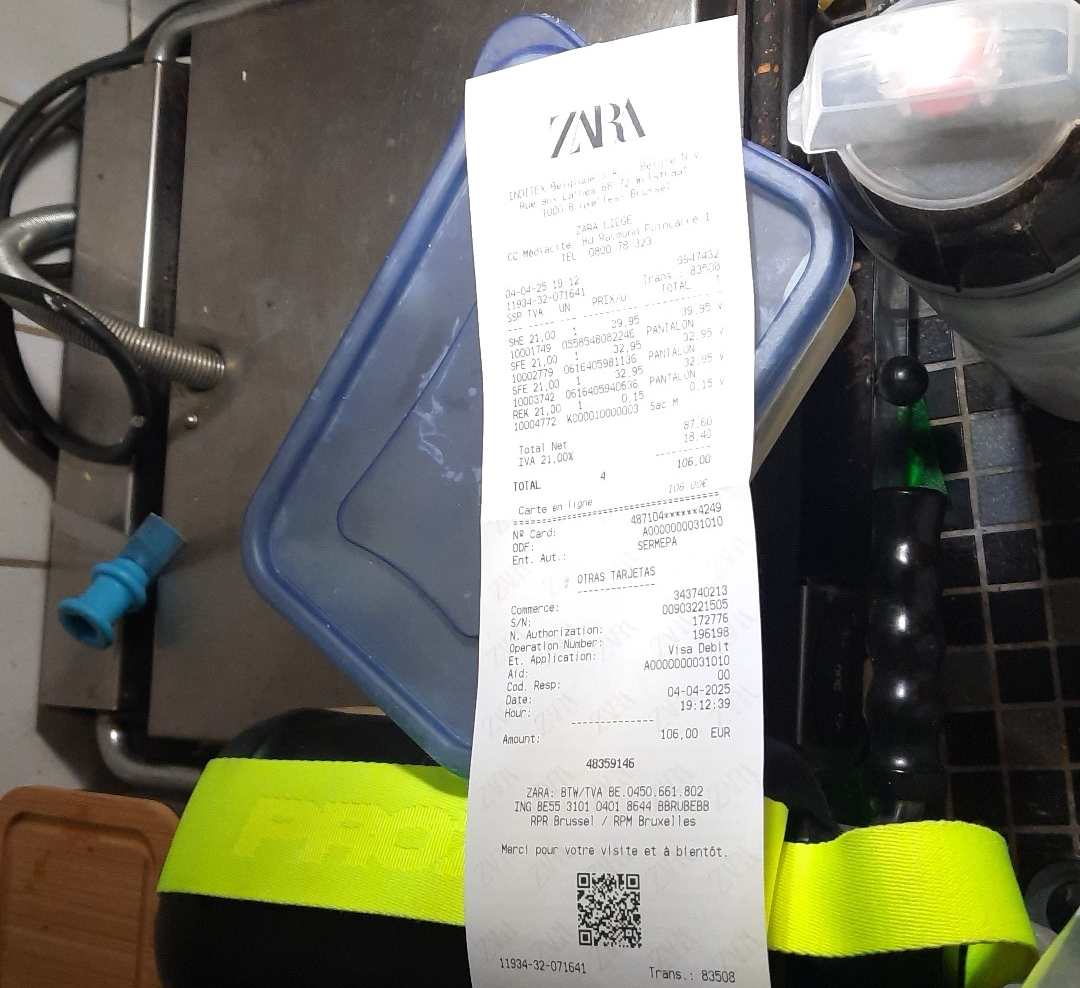 ZARA
INDITEX Belgique S.A. Belgie N.V.
Rue aux Laines 68-72
1000 Bruxelles- Brussel
ZARA LIEGE
CC Médiacité Bd Raymond Poincarré 1
TEL 0800 78 323
9947432
04-04-25 19:12 Trans.: 83508
11934-32-071641 1
SSP TVA UN PRIX/U TOTAL
SHE 21,00 1 39,95 39,95 V
10001749 0558548082246 PANTALON
SFE 21,00 1 32,95 32,95 V
10002779 0616405981136 PANTALON
SFE 21,00 1 32,95 32,95 V
10003742 0616405940636 PANTALON
REK 21,00 1 0,15 0,15 V
10004772 K000010000003 Sac M
Total Net 87,60
IVA 21,00% 18,40
TOTAL 4 106,00
Carte en ligne 106,00€
Nº Card: 487104******4249
DDF: A0000000031010
Ent. Aut.: SERMEPA
OTRAS TARJETAS
Commerce: 343740213
S/N: 00903221505
N. Authorization: 172776
Operation Number: 196198
Et. Application: Visa Debit
Aid: A0000000031010
Cod. Resp: 00
Date: 04-04-2025
Hour: 19:12:39
Amount: 106,00 EUR
48359146
ZARA: BTW/TVA BE.0450.661.802
ING BE55 3101 0401 8644 BBRUBEBB
RPR Brussel / RPM Bruxelles
Merci pour votre visite et à bientôt.
11934-32-071641 Trans.: 83508